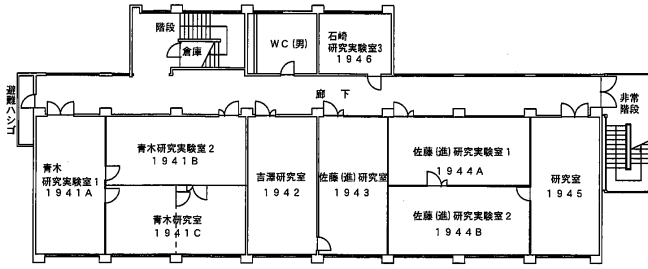 階段
倉庫
WC(男)
石崎
研究実験室3
1946
避難ハシゴ
廊下
非常
階段
青木
研究実験室1
1941A
青木研究実験室2
1941B
青木研究室
1941C
吉澤研究室
1942
佐藤(進)研究室
1943
佐藤(進)研究実験室1
1944A
佐藤(進)研究実験室2
1944B
研究室
1945